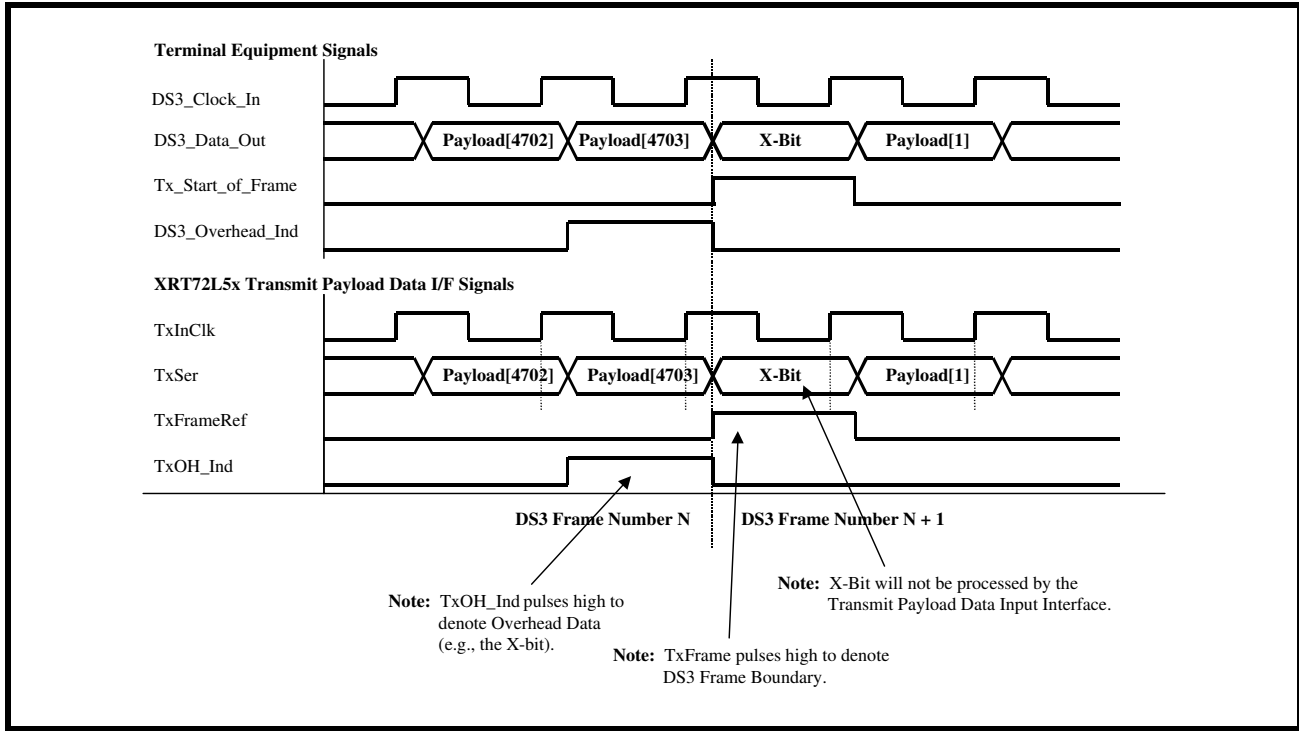 Terminal Equipment Signals
DS3_Clock_In
DS3_Data_Out
Payload[4702] Payload[4703] X-Bit Payload[1]
Tx_Start_of_Frame
DS3_Overhead_Ind
XRT72L5x Transmit Payload Data I/F Signals
TxInClk
TxSer
Payload[4702] Payload[4703] X-Bit Payload[1]
TxFrameRef
TxOH_Ind
DS3 Frame Number N DS3 Frame Number N + 1
Note: X-Bit will not be processed by the
Transmit Payload Data Input Interface.
Note: TxOH_Ind pulses high to
denote Overhead Data
(e.g., the X-bit).
Note: TxFrame pulses high to denote
DS3 Frame Boundary.